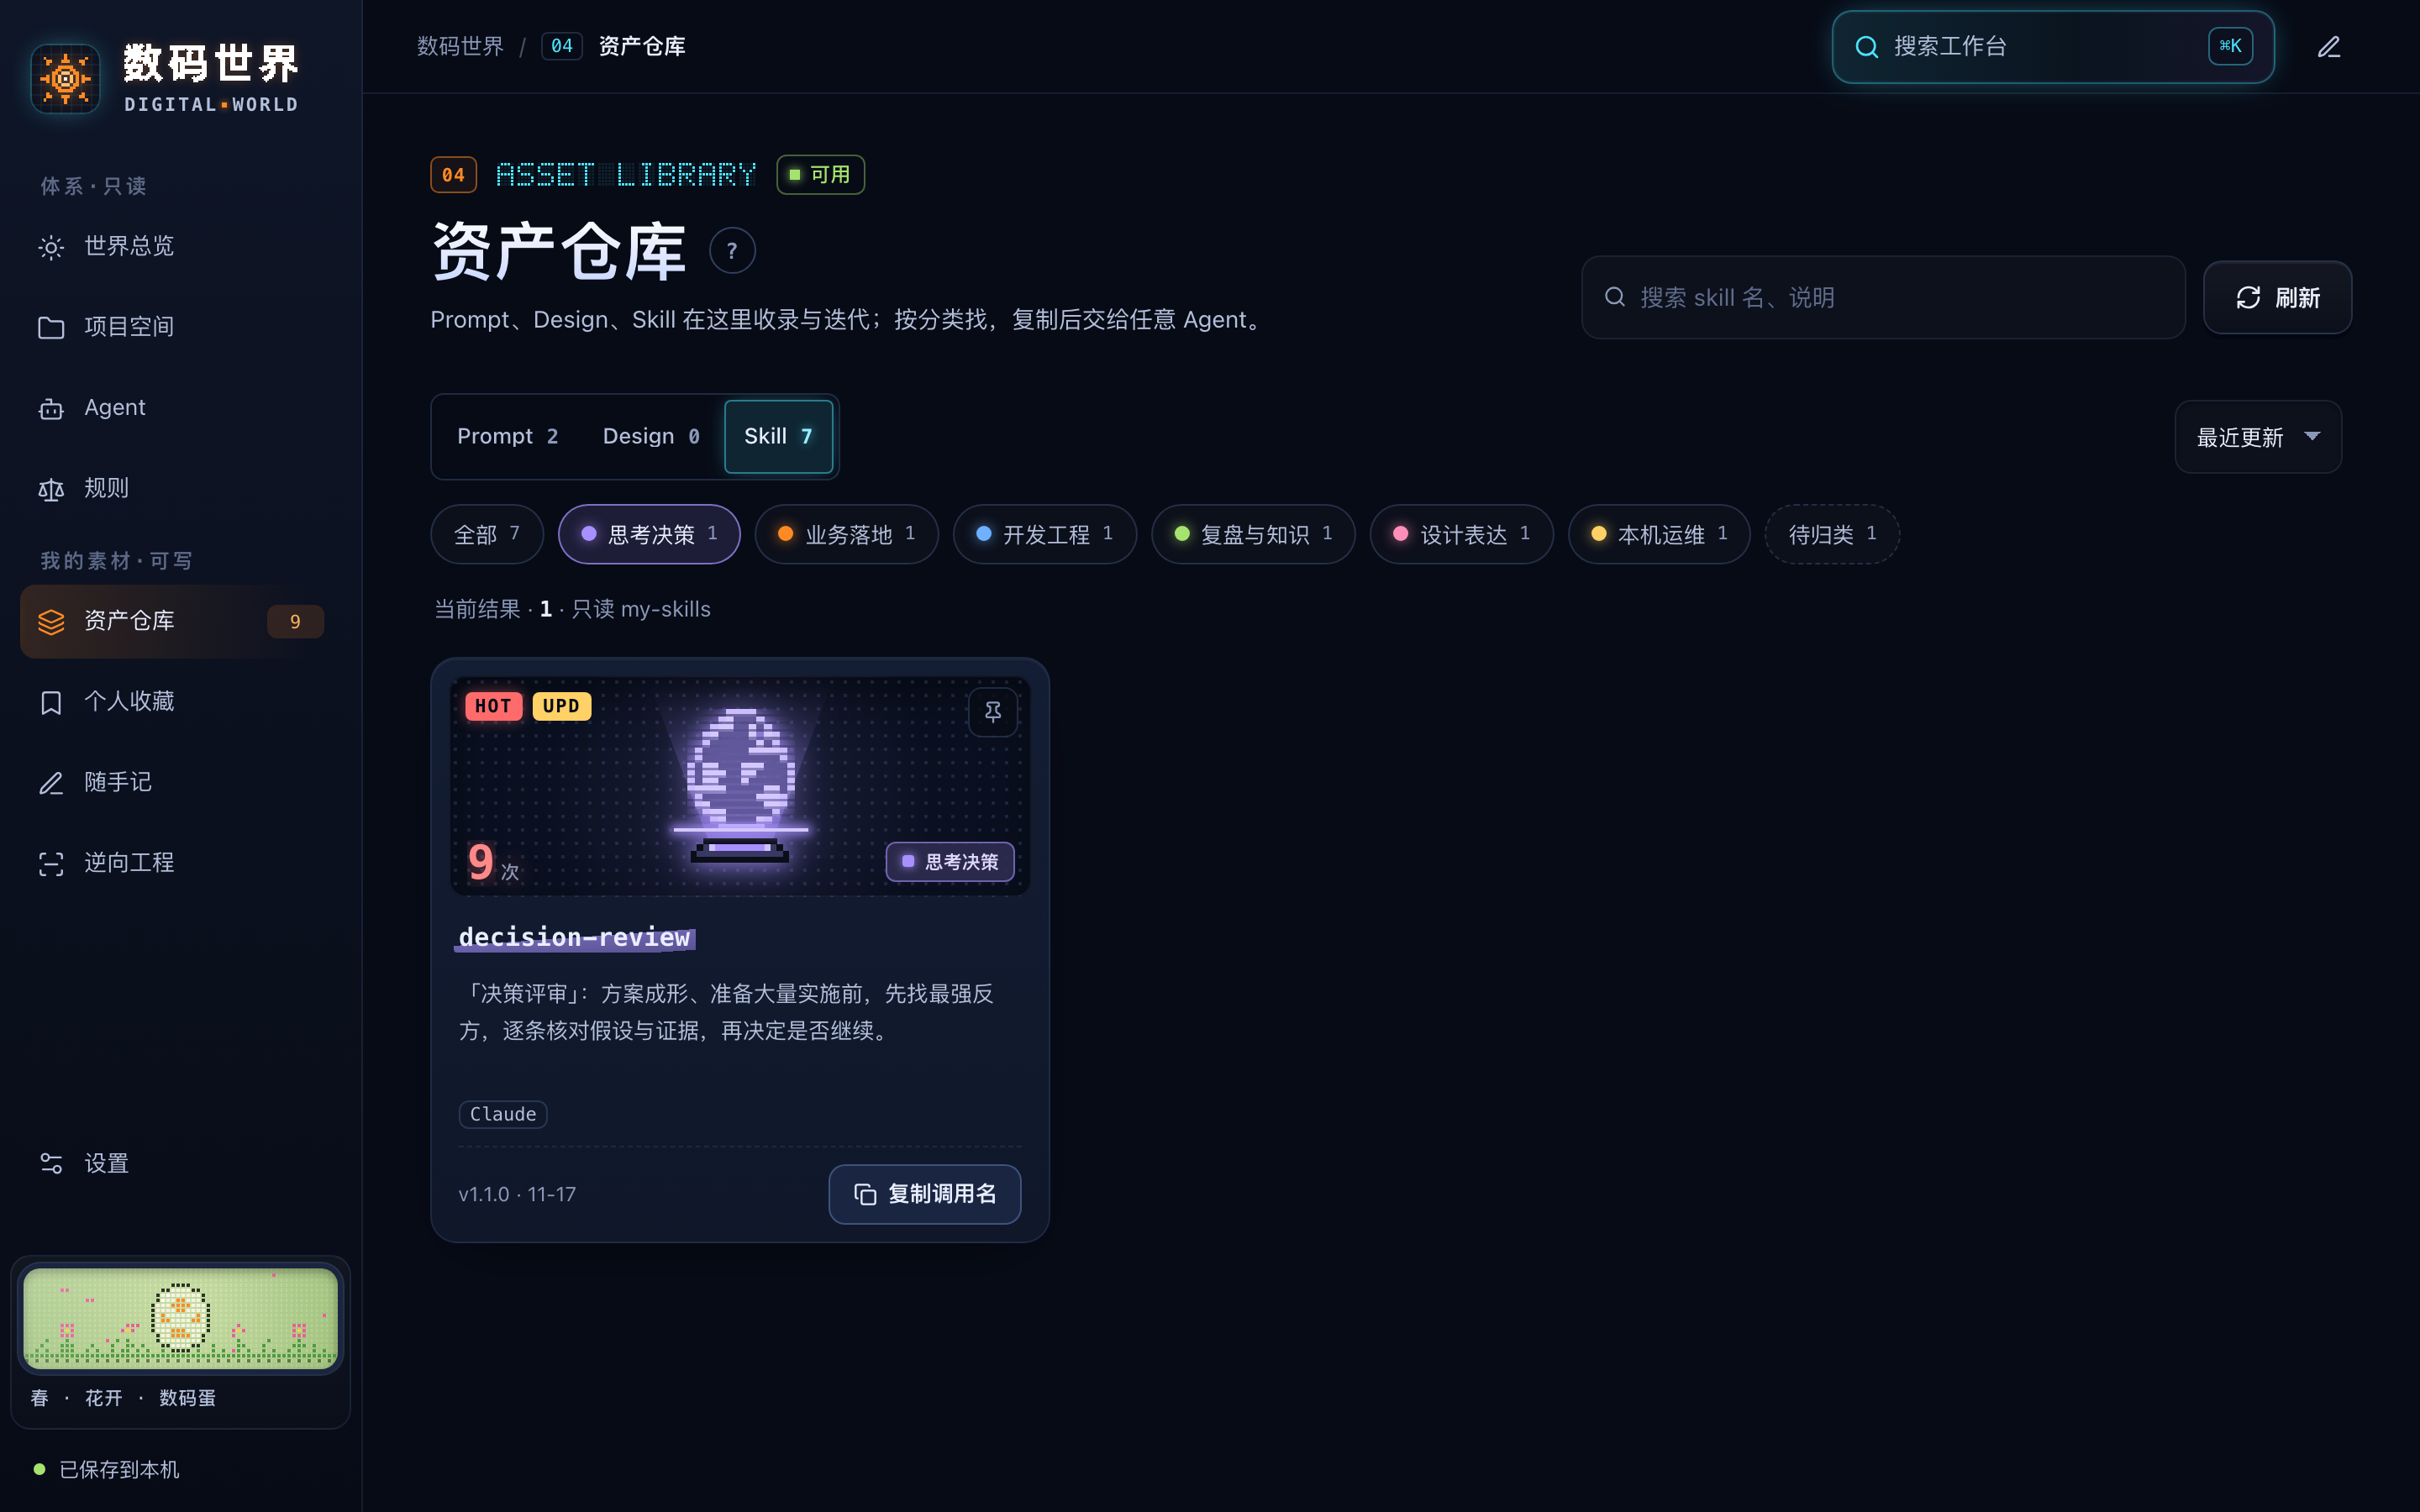 数码世界
DIGITAL·WORLD
体系·只读
世界总览
项目空间
Agent
规则
我的素材·可写
资产仓库 9
个人收藏
随手记
逆向工程
设置
春 · 花开 · 数码蛋
已保存到本机
数码世界 / 04 资产仓库
搜索工作台 ⌘K
04 ASSET LIBRARY 可用
资产仓库 ?
Prompt、Design、Skill 在这里收录与迭代；按分类找，复制后交给任意 Agent。
搜索 skill 名、说明
刷新
Prompt 2 Design 0 Skill 7
最近更新
全部 7 思考决策 1 业务落地 1 开发工程 1 复盘与知识 1 设计表达 1 本机运维 1 待归类 1
当前结果 · 1 · 只读 my-skills
HOT UPD
9 次
思考决策
decision-review
「决策评审」：方案成形、准备大量实施前，先找最强反
方，逐条核对假设与证据，再决定是否继续。
Claude
v1.1.0 · 11-17
复制调用名